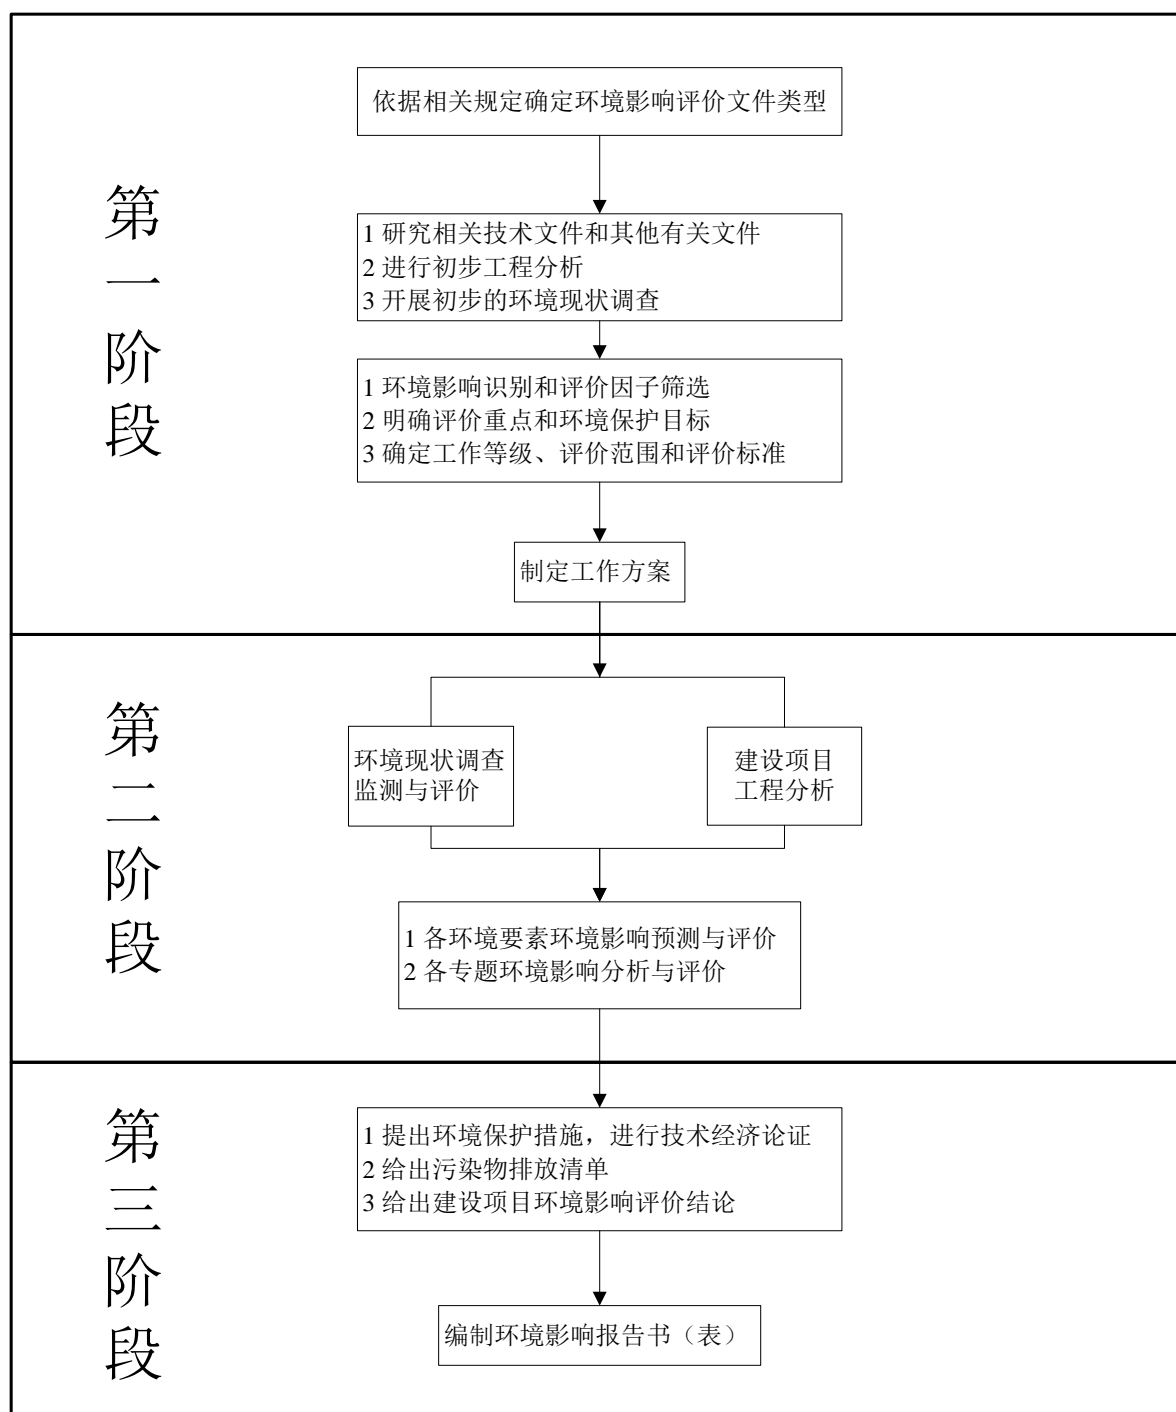 依据相关规定确定环境影响评价文件类型
第一阶段
1 研究相关技术文件和其他有关文件
2 进行初步工程分析
3 开展初步的环境现状调查
1 环境影响识别和评价因子筛选
2 明确评价重点和环境保护目标
3 确定工作等级、评价范围和评价标准
制定工作方案
第二阶段
环境现状调查
监测与评价
建设项目
工程分析
1 各环境要素环境影响预测与评价
2 各专题环境影响分析与评价
第三阶段
1 提出环境保护措施，进行技术经济论证
2 给出污染物排放清单
3 给出建设项目环境影响评价结论
编制环境影响报告书（表）